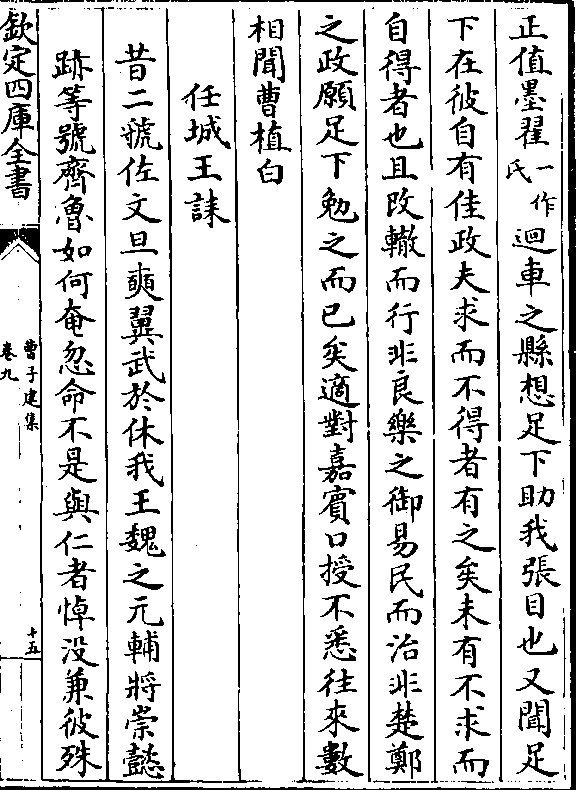 正值墨翟一作氏迴車之縣想足下助我張目也又聞足
下在彼自有佳政夫求而不得者有之矣未有不求而
自得者也且改轍而行非良樂之御易民而治非楚鄭
之政願足下勉之而已矣適對嘉賓口授不悉往來數
相聞曹植白
任城王誄
昔二虢佐文旦奭翼武於休我王魏之元輔將崇懿
跡等號齊魯如何奄忽命不是與仁者悼没兼彼殊
欽定四庫全書
曹子建集
卷九
十五